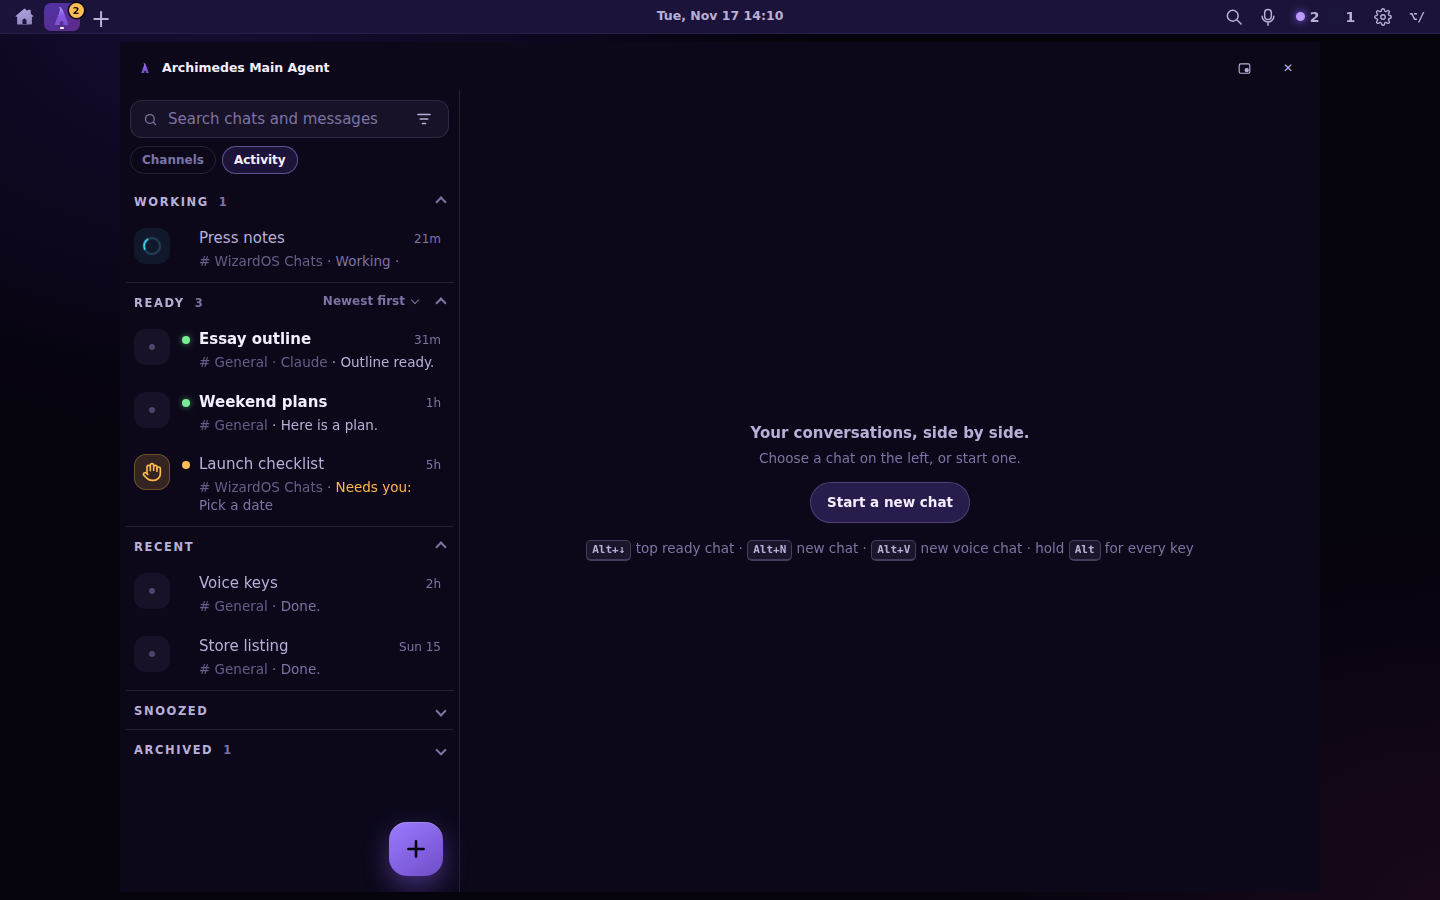 2
Tue, Nov 17 14:10
2
1
⌥/
Archimedes Main Agent
Search chats and messages
Channels
Activity
WORKING 1
Press notes 21m
# WizardOS Chats · Working ·
READY 3 Newest first
Essay outline 31m
# General · Claude · Outline ready.
Weekend plans 1h
# General · Here is a plan.
Launch checklist 5h
# WizardOS Chats · Needs you:
Pick a date
RECENT
Voice keys 2h
# General · Done.
Store listing Sun 15
# General · Done.
SNOOZED
ARCHIVED 1
Your conversations, side by side.
Choose a chat on the left, or start one.
Start a new chat
Alt+↓ top ready chat · Alt+N new chat · Alt+V new voice chat · hold Alt for every key